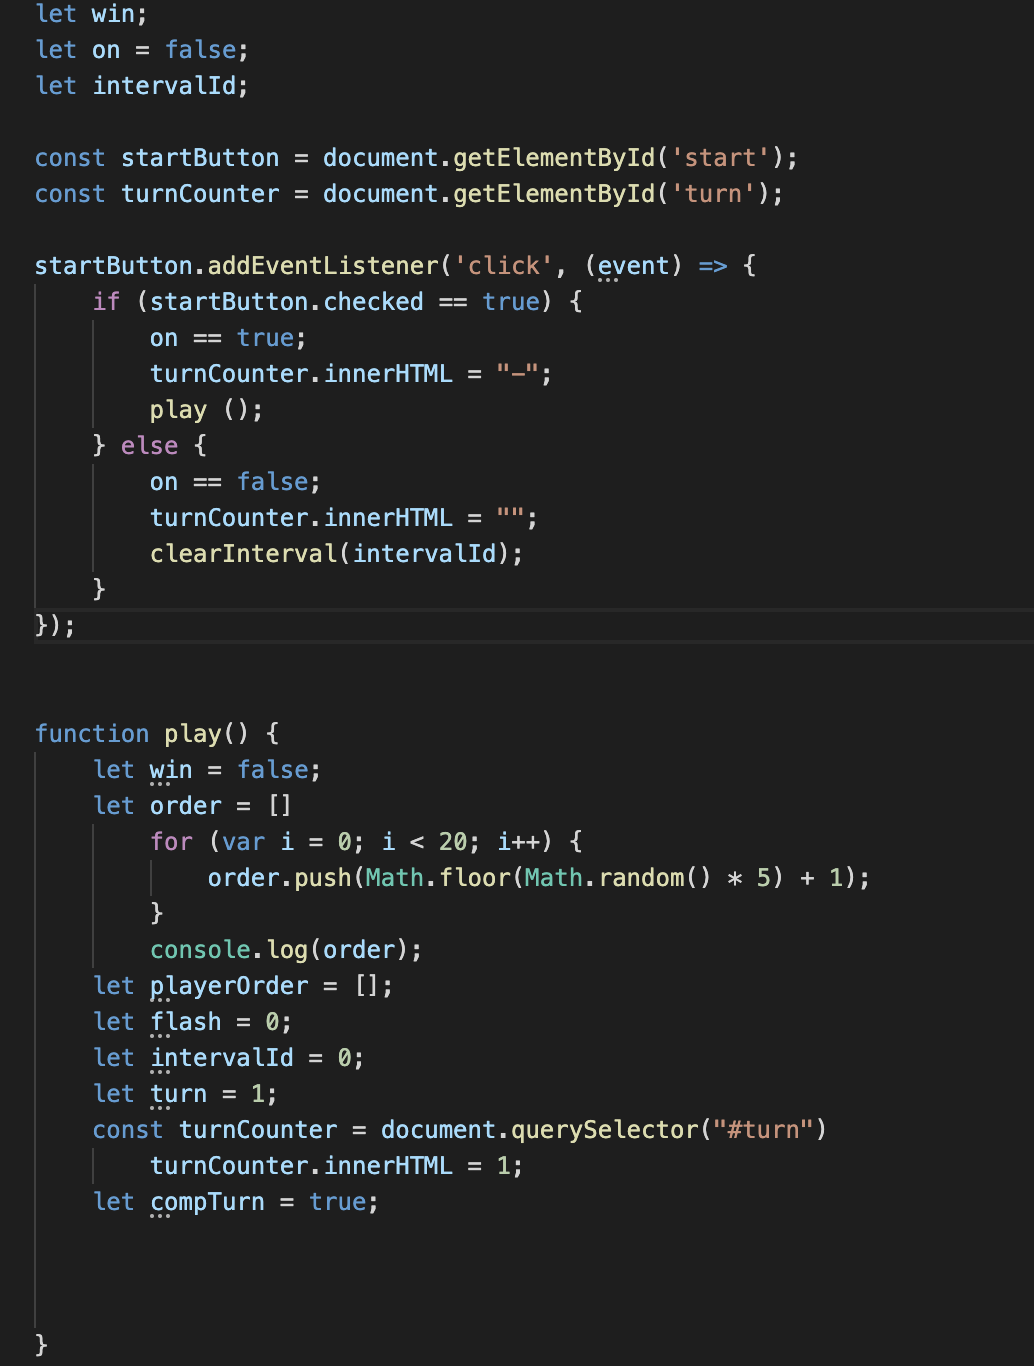 let win;
let on = false;
let intervalId;

const startButton = document.getElementById('start');
const turnCounter = document.getElementById('turn');

startButton.addEventListener('click', (event) => {
    if (startButton.checked == true) {
        on == true;
        turnCounter.innerHTML = "–";
        play ();
    } else {
        on == false;
        turnCounter.innerHTML = "";
        clearInterval(intervalId);
    }
});


function play() {
    let win = false;
    let order = []
        for (var i = 0; i < 20; i++) {
            order.push(Math.floor(Math.random() * 5) + 1);
        }
        console.log(order);
    let playerOrder = [];
    let flash = 0;
    let intervalId = 0;
    let turn = 1;
    const turnCounter = document.querySelector("#turn")
        turnCounter.innerHTML = 1;
    let compTurn = true;



}